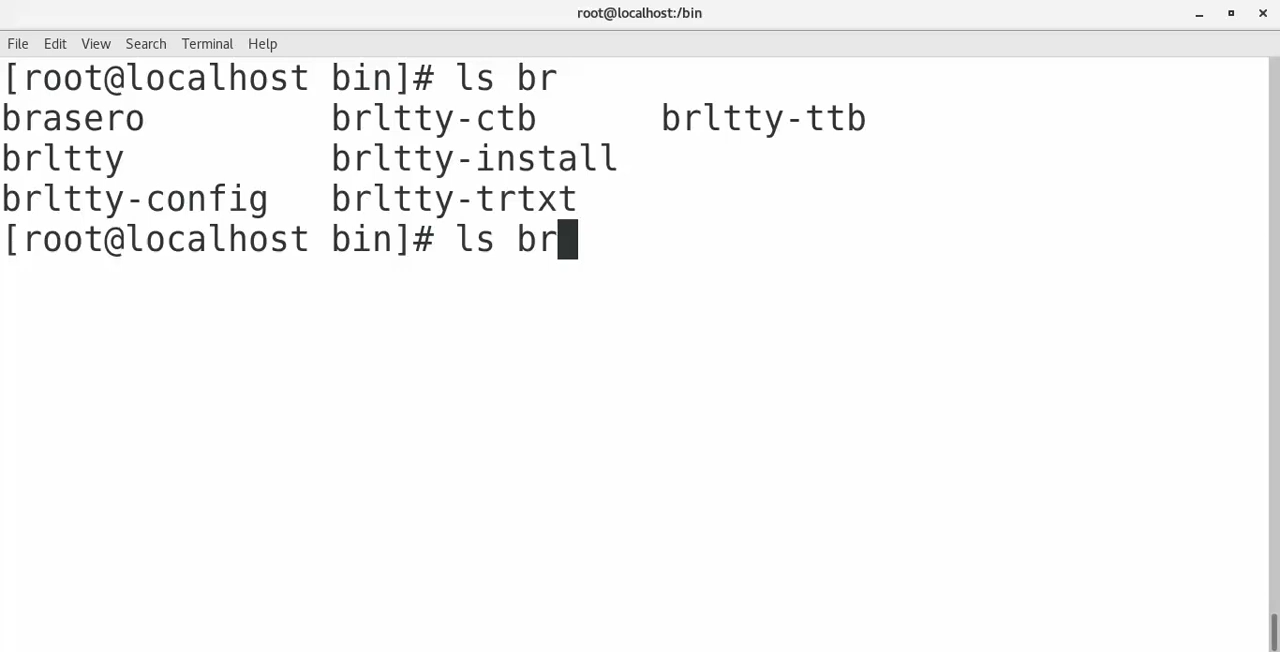 root@localhost:/bin
File Edit View Search Terminal Help
[root@localhost bin]# ls br
brasero brltty-ctb brltty-ttb
brltty brltty-install
brltty-config brltty-trtxt
[root@localhost bin]# ls br